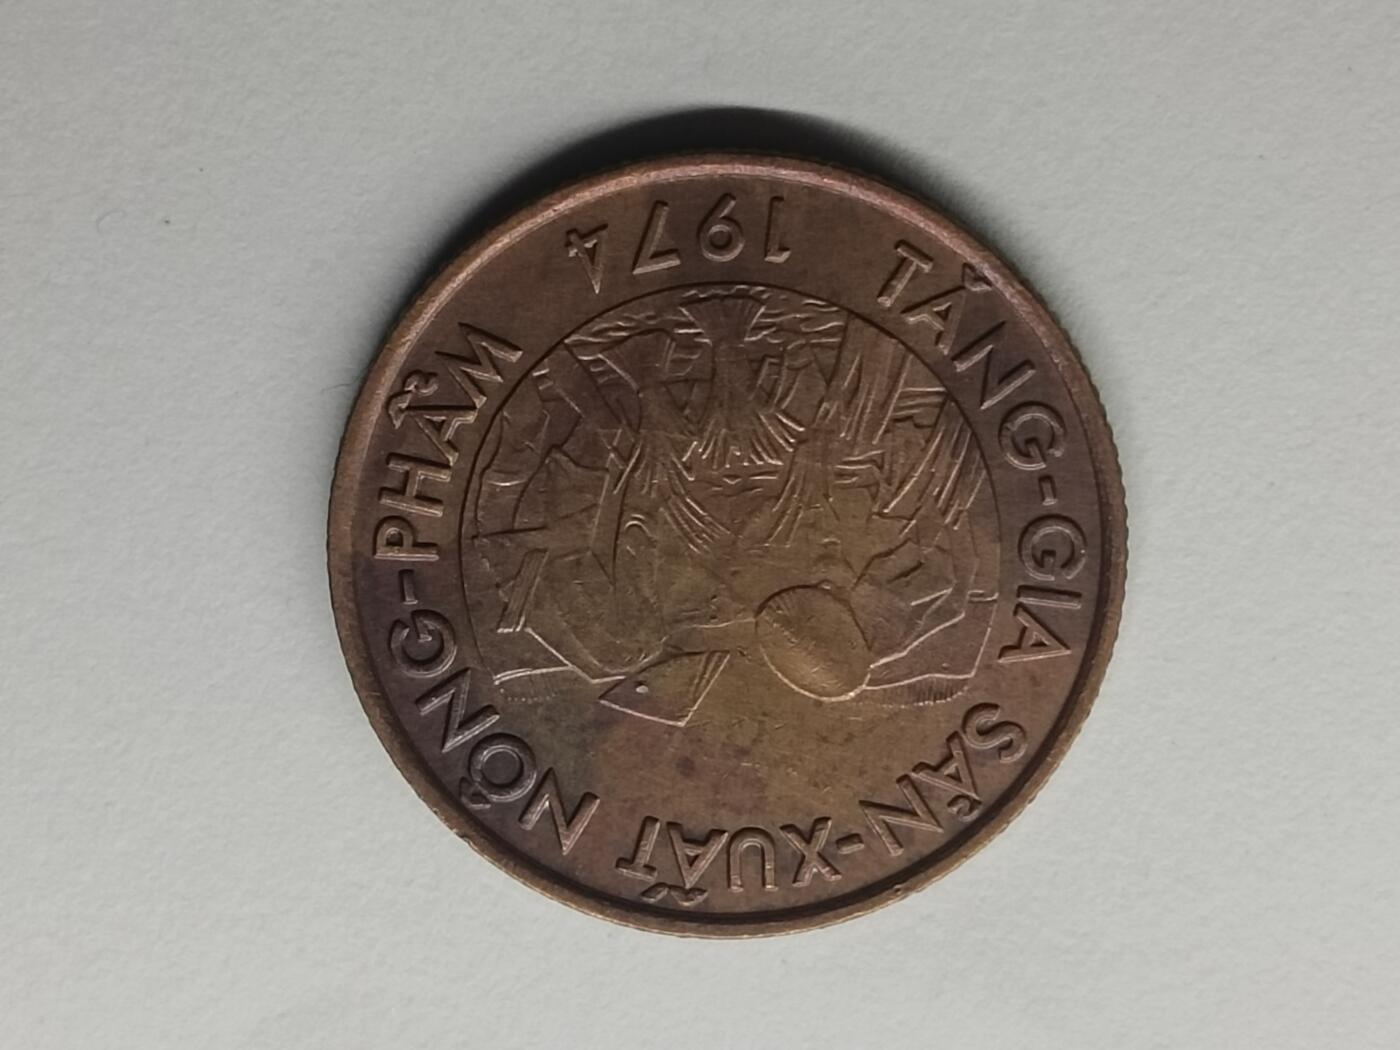 TĂNG-GIA SẢN-XUẤT NÔNG-PHẨM
1974